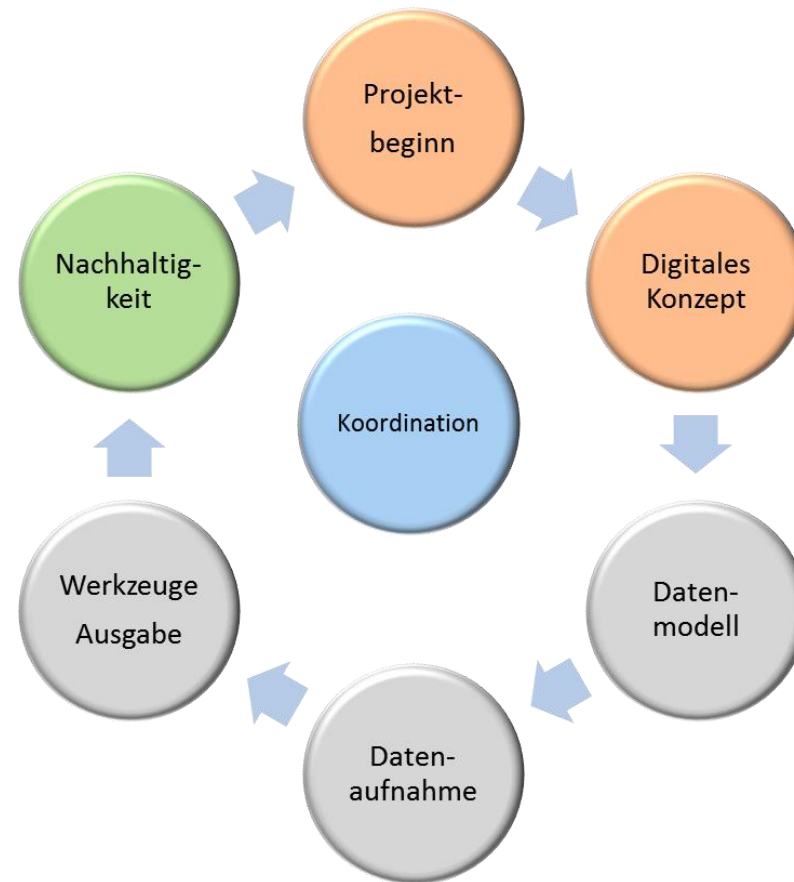 Projekt-
beginn
Digitales
Konzept
Daten-
modell
Daten-
aufnahme
Werkzeuge
Ausgabe
Nachhaltig-
keit
Koordination